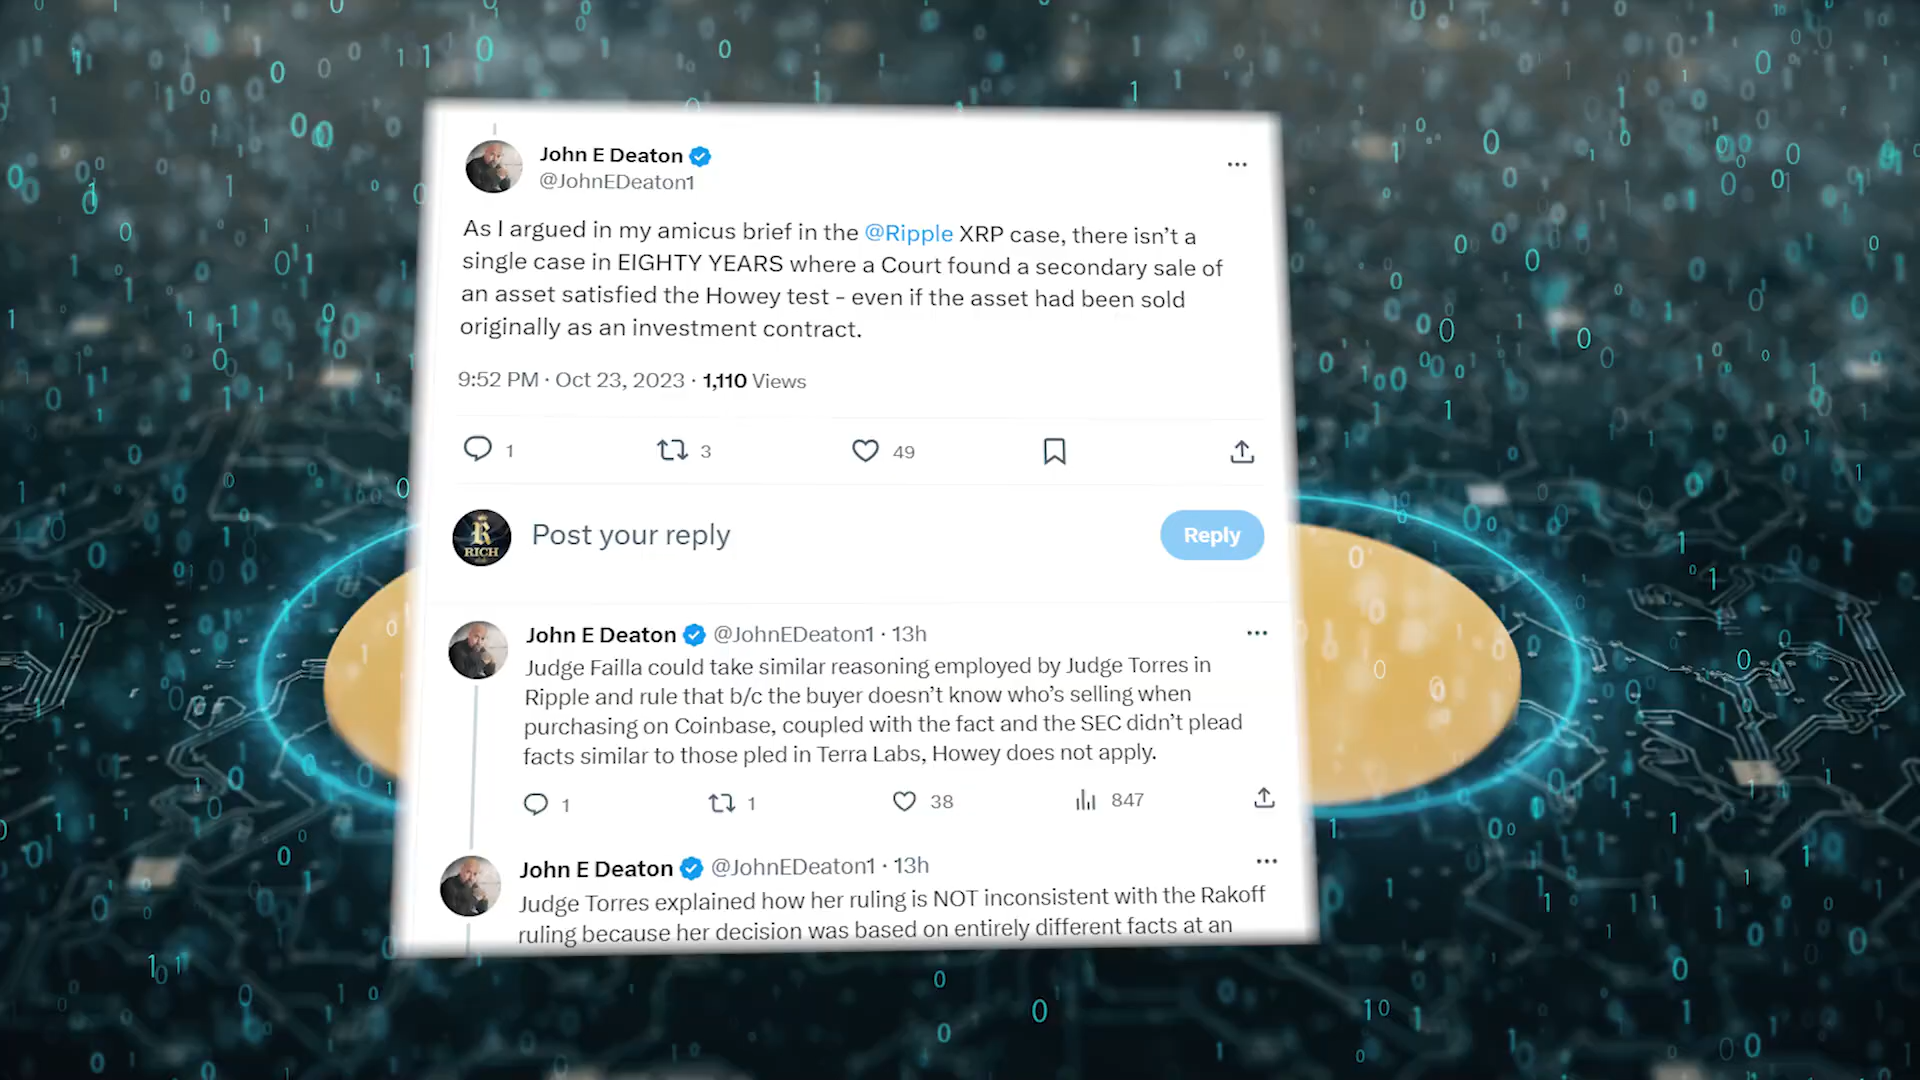 John E Deaton
@JohnEDeaton1
As I argued in my amicus brief in the @Ripple XRP case, there isn't a
single case in EIGHTY YEARS where a Court found a secondary sale of
an asset satisfied the Howey test - even if the asset had been sold
originally as an investment contract.
9:52 PM · Oct 23, 2023 · 1,110 Views
1 3 49
R
RICH
Post your reply
Reply
John E Deaton @JohnEDeaton1 · 13h
Judge Failla could take similar reasoning employed by Judge Torres in
Ripple and rule that b/c the buyer doesn't know who's selling when
purchasing on Coinbase, coupled with the fact and the SEC didn't plead
facts similar to those pled in Terra Labs, Howey does not apply.
1 1 38 847
John E Deaton @JohnEDeaton1 · 13h
Judge Torres explained how her ruling is NOT inconsistent with the Rakoff
ruling because her decision was based on entirely different facts at an